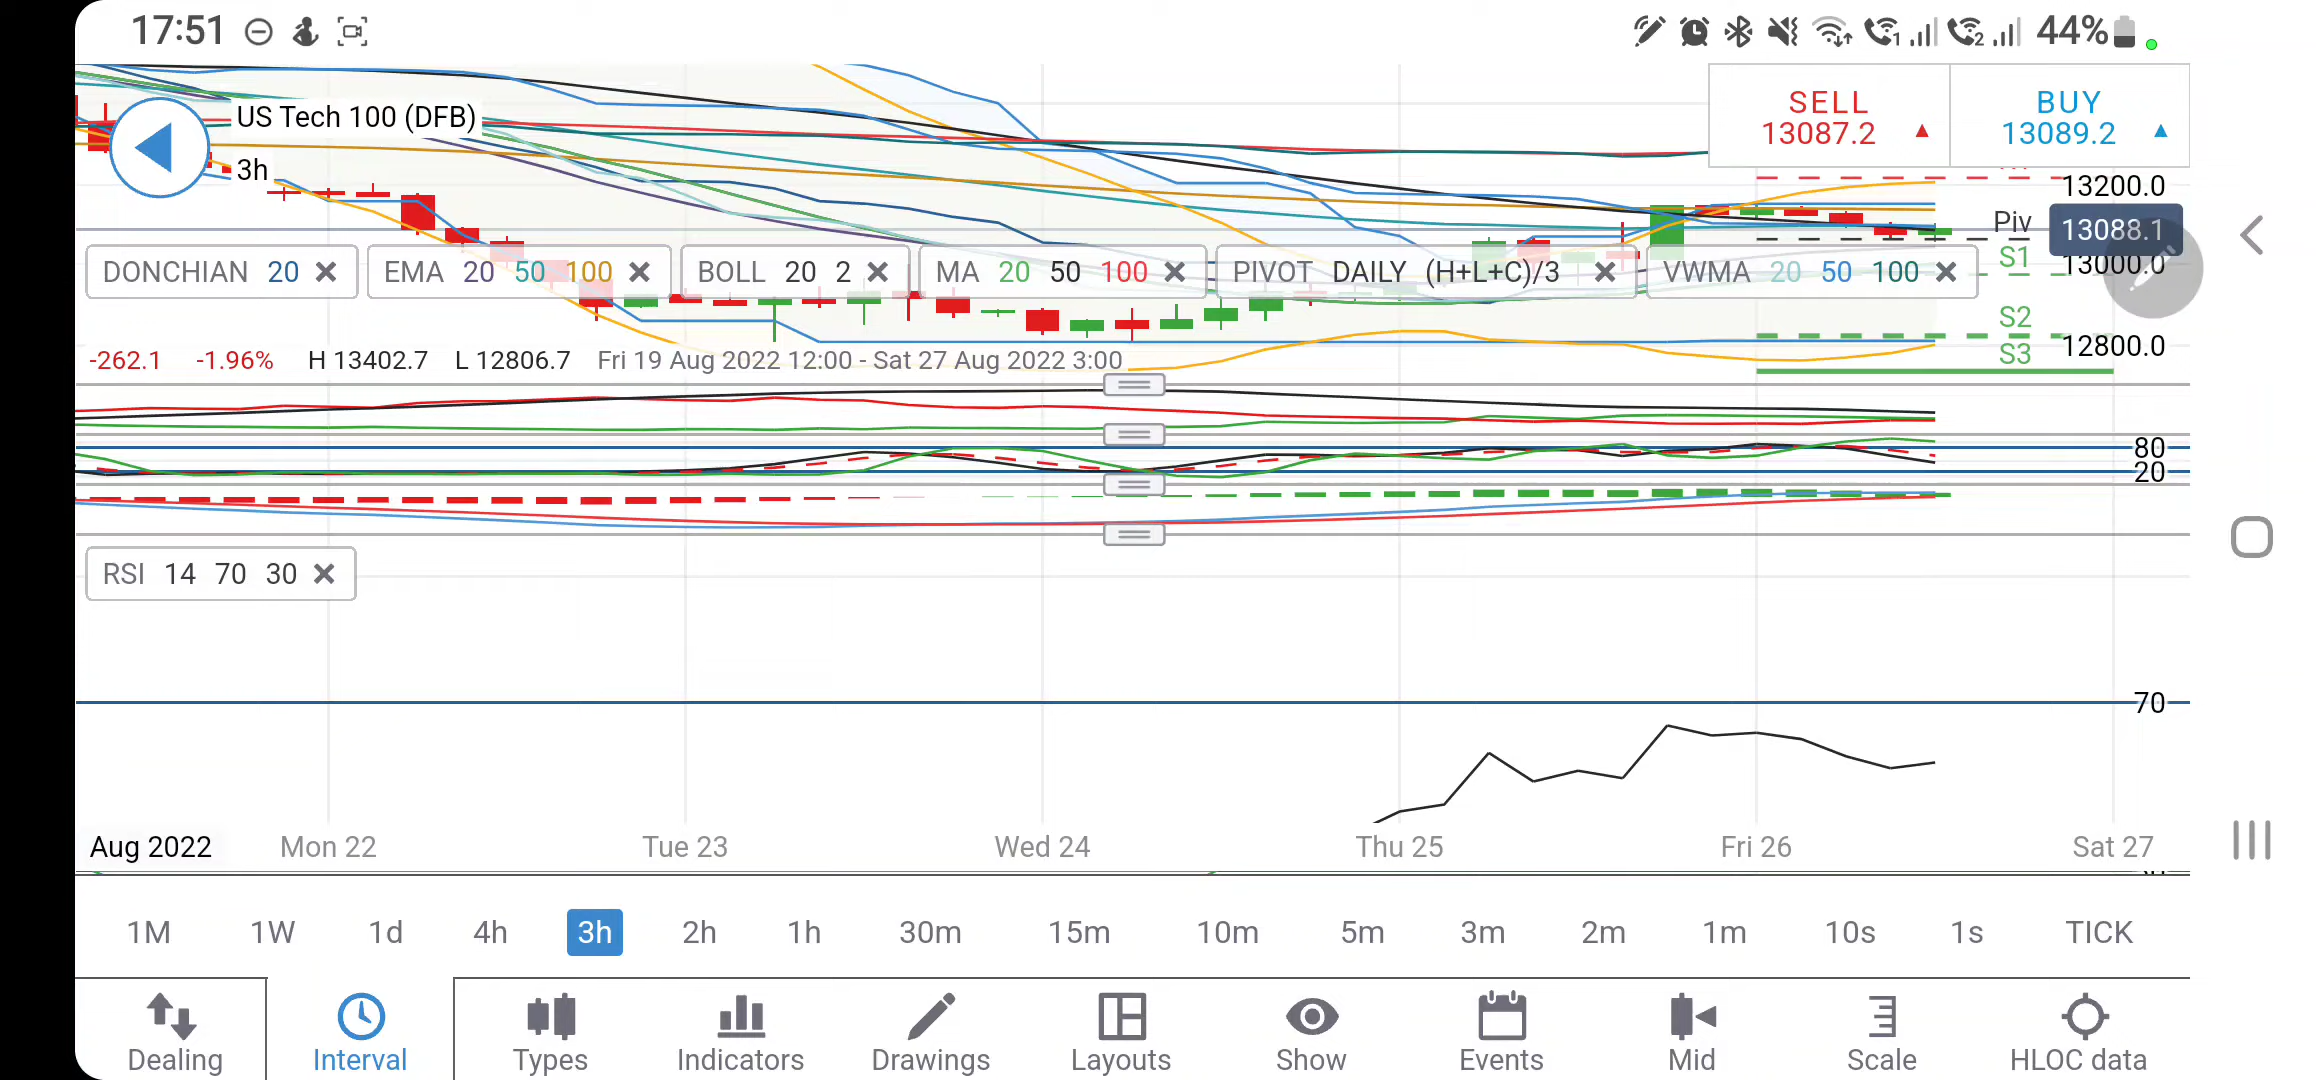 17:51 1 2 44%
US Tech 100 (DFB)
3h
SELL
13087.2
BUY
13089.2
13200.0
Piv
13088.1
S1
13000.0
DONCHIAN 20
EMA 20 50 100
BOLL 20 2
MA 20 50 100
PIVOT DAILY (H+L+C)/3
VWMA 20 50 100
S2
12800.0
S3
-262.1 -1.96% H 13402.7 L 12806.7 Fri 19 Aug 2022 12:00 - Sat 27 Aug 2022 3:00
80
20
RSI 14 70 30
70
Aug 2022 Mon 22 Tue 23 Wed 24 Thu 25 Fri 26 Sat 27
1M 1W 1d 4h 3h 2h 1h 30m 15m 10m 5m 3m 2m 1m 10s 1s TICK
Dealing Interval Types Indicators Drawings Layouts Show Events Mid Scale HLOC data